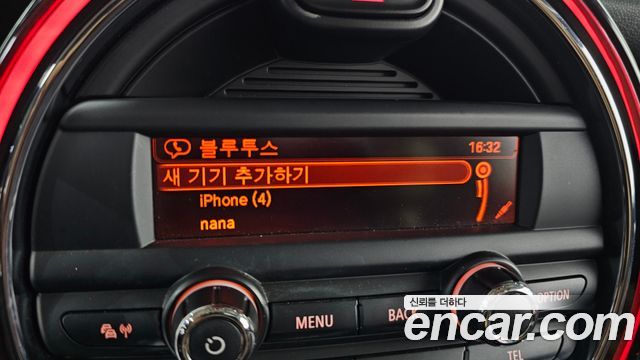 블루투스 16:32
새 기기 추가하기
iPhone (4)
nana
MENU BACK OPTION
TEL
신뢰를 더하다
encar.com